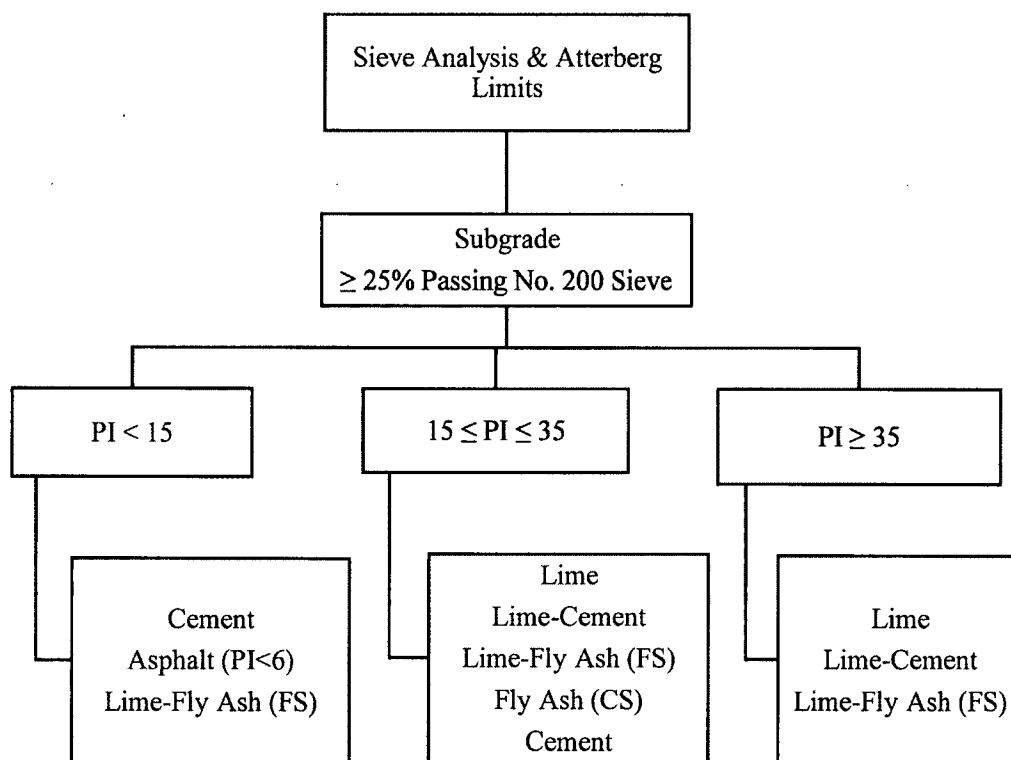 Sieve Analysis & Atterberg
Limits
Subgrade
≥ 25% Passing No. 200 Sieve
PI < 15
15 ≤ PI ≤ 35
PI ≥ 35
Cement
Asphalt (PI<6)
Lime-Fly Ash (FS)
Lime
Lime-Cement
Lime-Fly Ash (FS)
Fly Ash (CS)
Cement
Lime
Lime-Cement
Lime-Fly Ash (FS)